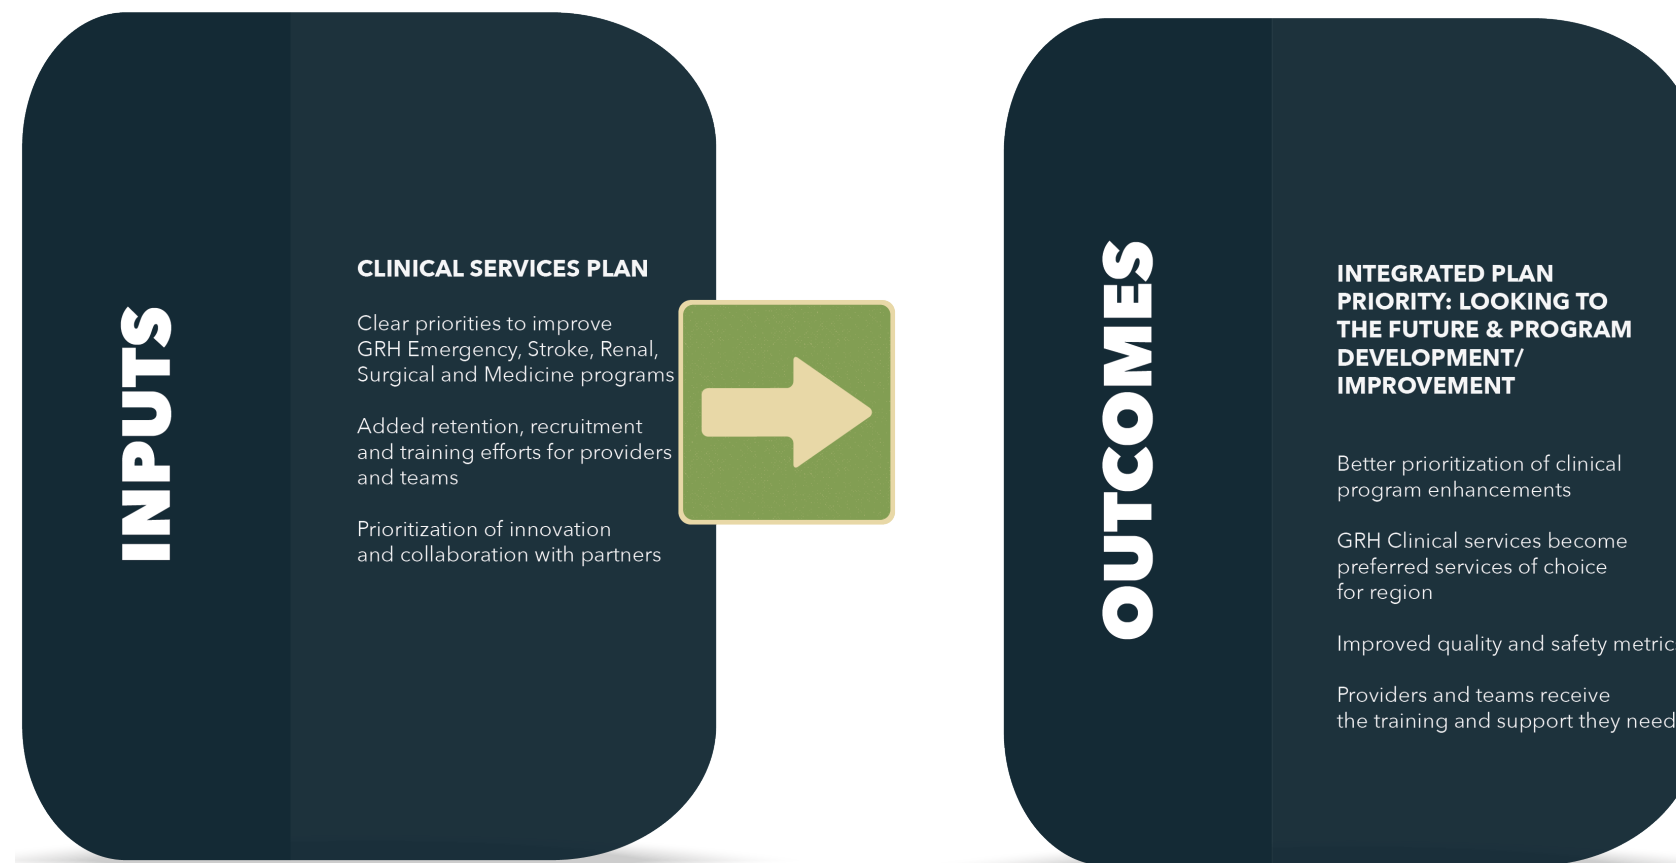 INPUTS
CLINICAL SERVICES PLAN
Clear priorities to improve
GRH Emergency, Stroke, Renal,
Surgical and Medicine programs
Added retention, recruitment
and training efforts for providers
and teams
Prioritization of innovation
and collaboration with partners
OUTCOMES
INTEGRATED PLAN
PRIORITY: LOOKING TO
THE FUTURE & PROGRAM
DEVELOPMENT/
IMPROVEMENT
Better prioritization of clinical
program enhancements
GRH Clinical services become
preferred services of choice
for region
Improved quality and safety metric
Providers and teams receive
the training and support they need